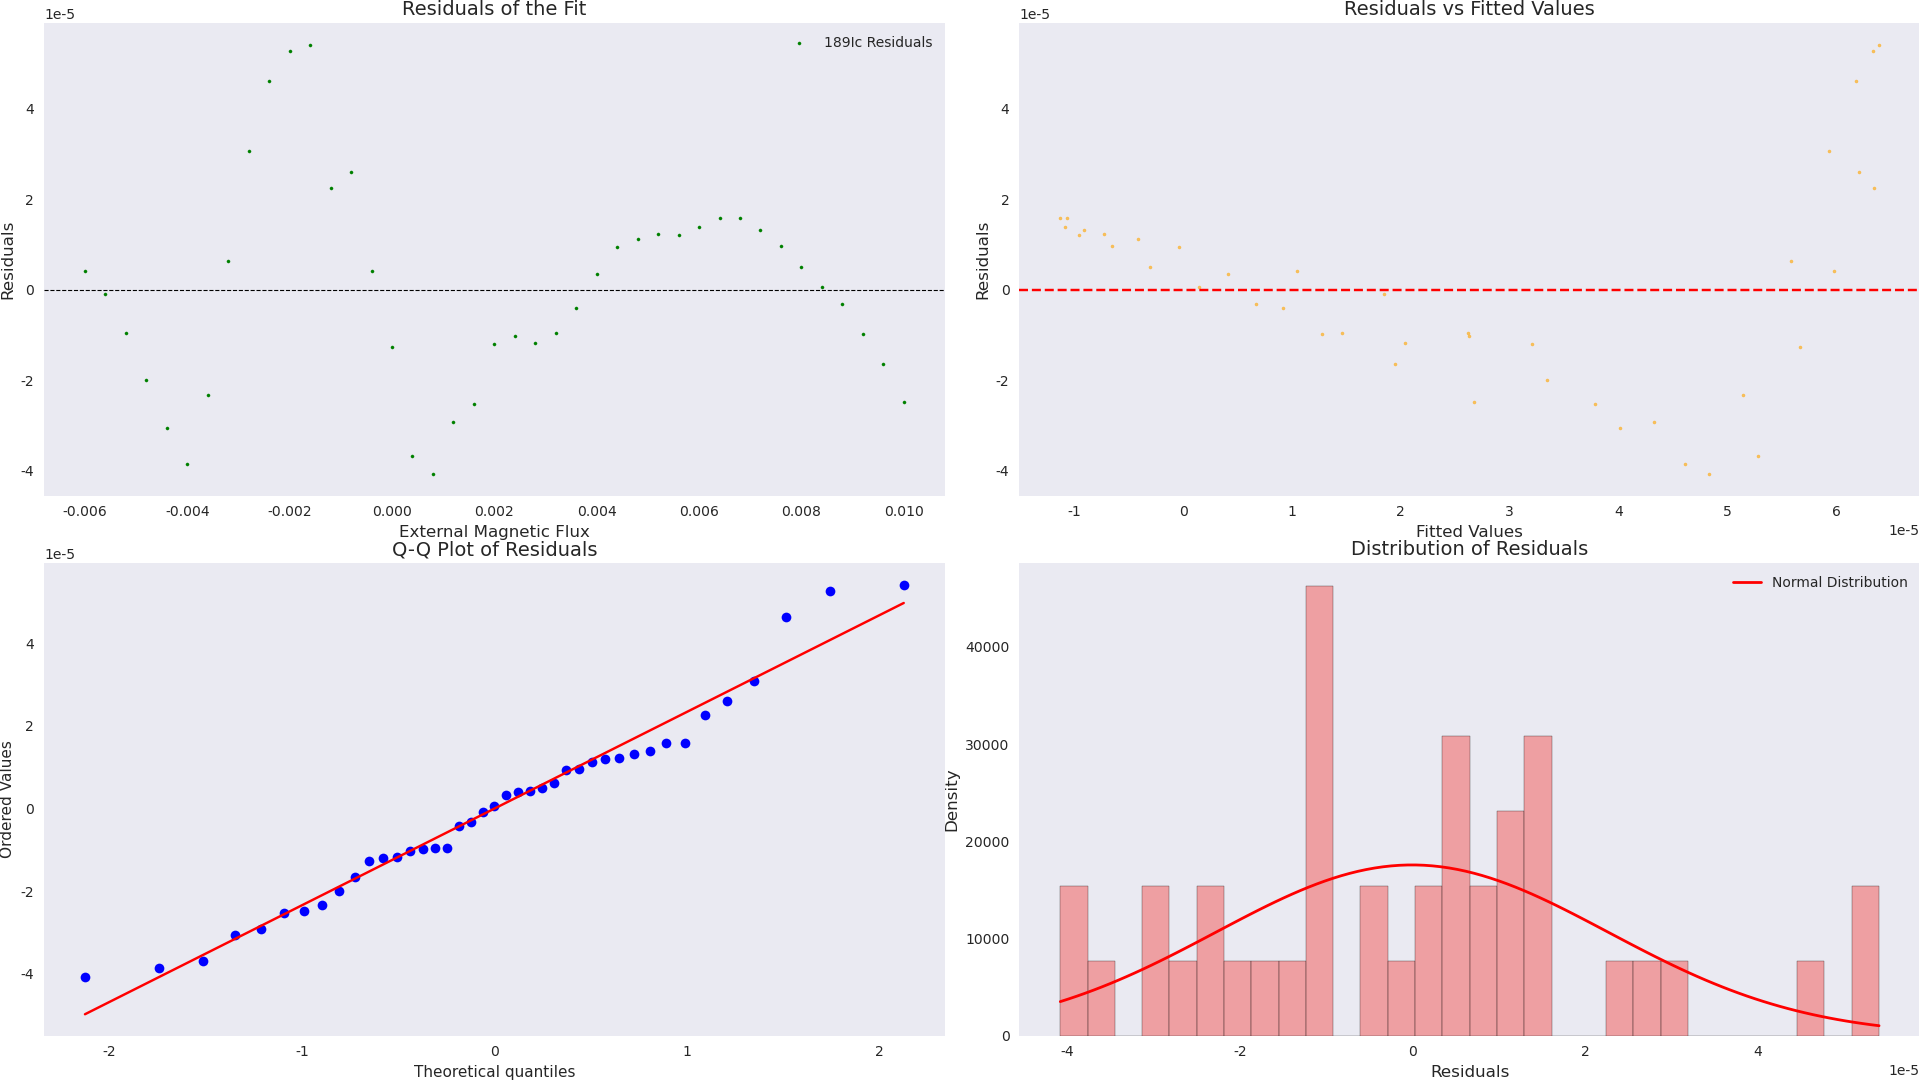 Residuals of the Fit
1e-5
189Ic Residuals
4
2
0
-2
-4
Residuals
-0.006 -0.004 -0.002 0.000 0.002 0.004 0.006 0.008 0.010
External Magnetic Flux
Residuals vs Fitted Values
1e-5
4
2
0
-2
-4
Residuals
-1 0 1 2 3 4 5 6
Fitted Values
1e-5
Q-Q Plot of Residuals
1e-5
4
2
0
-2
-4
Ordered Values
-2 -1 0 1 2
Theoretical quantiles
Distribution of Residuals
Normal Distribution
40000
30000
20000
10000
0
Density
-4 -2 0 2 4
Residuals
1e-5